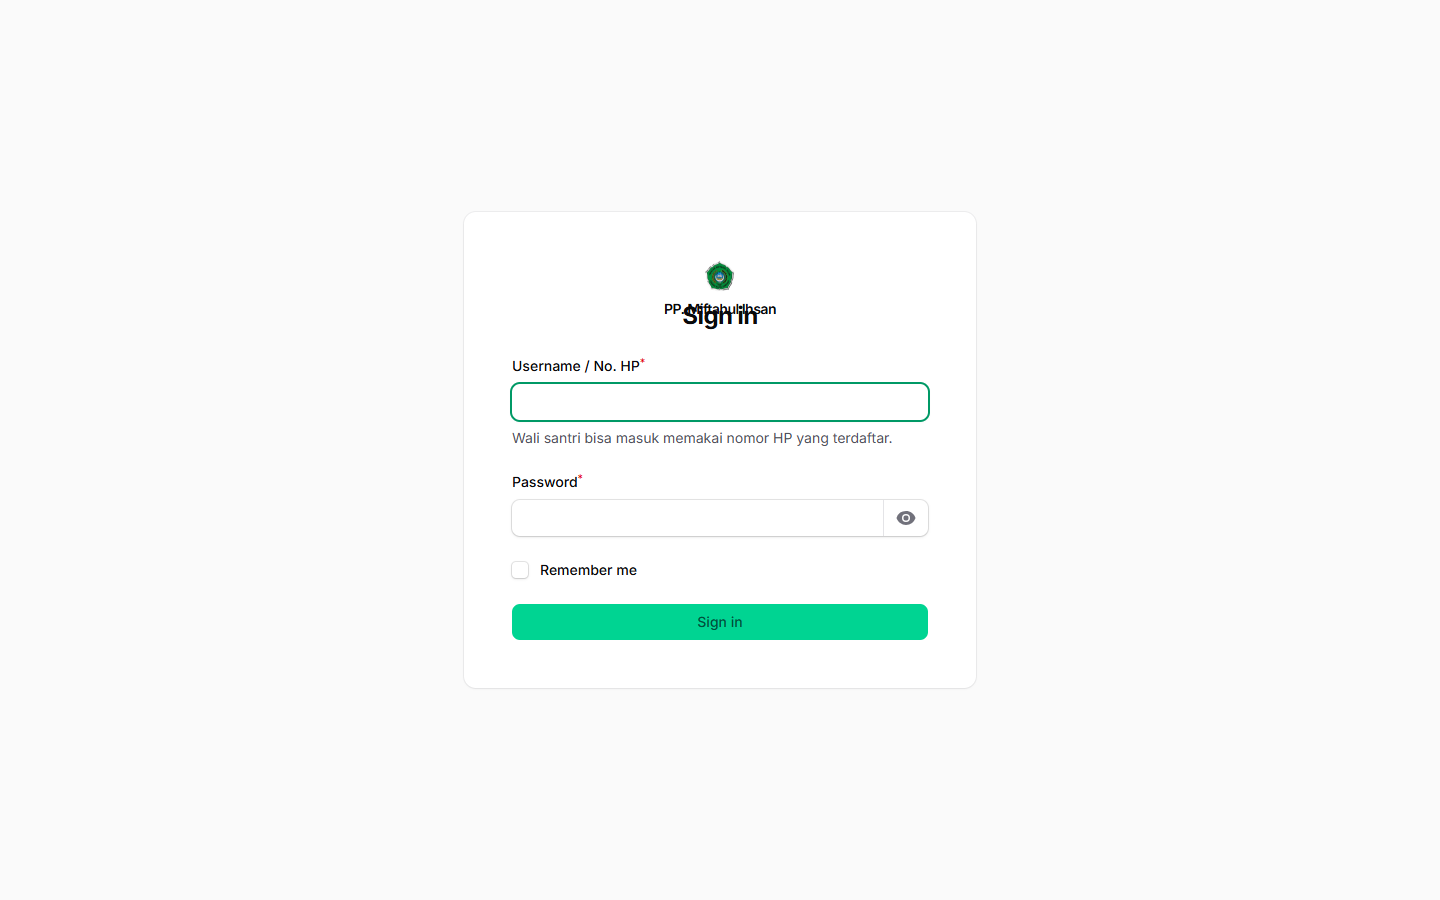 PP. Miftahul Ihsan
Sign in
Username / No. HP*
Wali santri bisa masuk memakai nomor HP yang terdaftar.
Password*
Remember me
Sign in